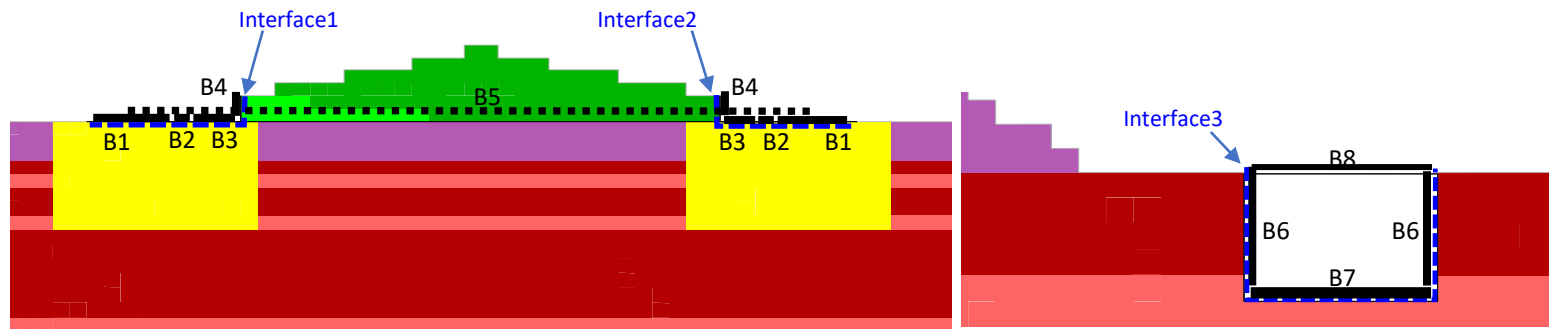 Interface1
Interface2
B4
B4
B5
B1
B2
B3
B3
B2
B1
Interface3
B8
B6
B6
B7